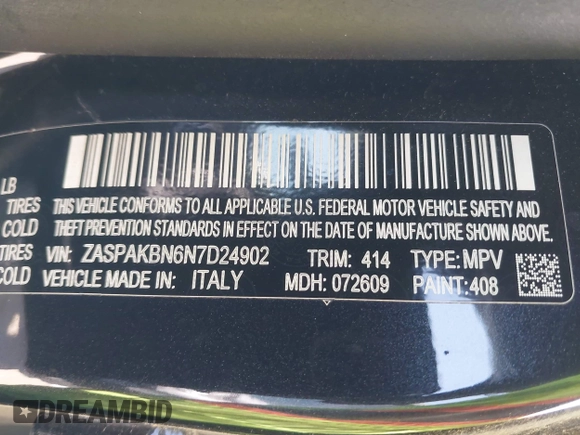 LB
TIRES THIS VEHICLE CONFORMS TO ALL APPLICABLE U.S. FEDERAL MOTOR VEHICLE SAFETY AND
COLD THEFT PREVENTION STANDARDS IN EFFECT ON THE DATE OF MANUFACTURE SHOWN ABOVE.
TIRES VIN: ZASPAKBN6N7D24902 TRIM: 414 TYPE: MPV
COLD VEHICLE MADE IN: ITALY MDH: 072609 PAINT: 408
DREAMBID